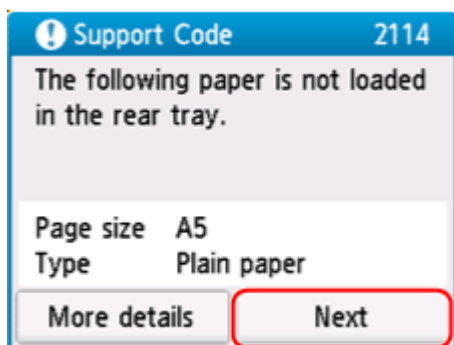 Support Code 2114
The following paper is not loaded
in the rear tray.
Page size A5
Type Plain paper
More details Next